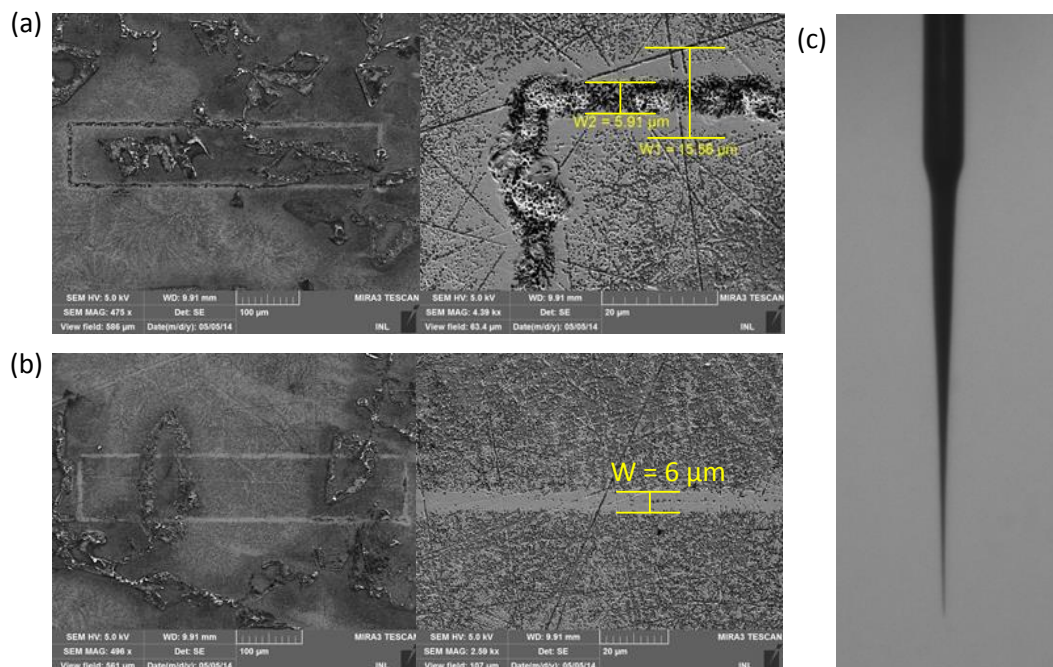 (a)
W2 = 5.91 µm
W1 = 15.56 µm
SEM HV: 5.0 kV
WD: 9.91 mm
MIRA3 TESCAN
SEM MAG: 475 x
Det: SE
100 µm
View field: 586 µm
Date(m/d/y): 05/05/14
INL
SEM HV: 5.0 kV
WD: 9.91 mm
MIRA3 TESCAN
SEM MAG: 4.39 kx
Det: SE
20 µm
View field: 63.4 µm
Date(m/d/y): 05/05/14
INL
(b)
W = 6 µm
SEM HV: 5.0 kV
WD: 9.91 mm
MIRA3 TESCAN
SEM MAG: 496 x
Det: SE
100 µm
View field: 561 µm
Date(m/d/y): 05/05/14
INL
SEM HV: 5.0 kV
WD: 9.91 mm
MIRA3 TESCAN
SEM MAG: 2.59 kx
Det: SE
20 µm
View field: 107 µm
Date(m/d/y): 05/05/14
INL
(c)